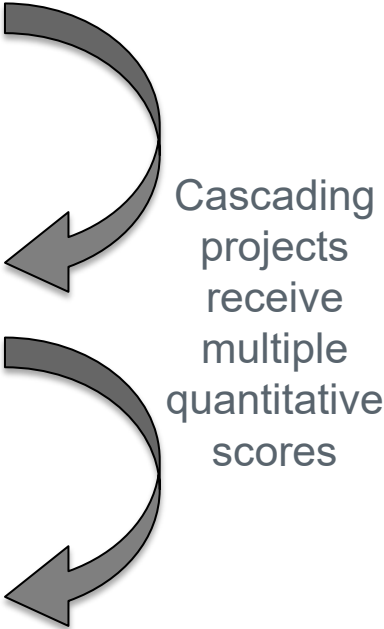 Cascading
projects
receive
multiple
quantitative
scores